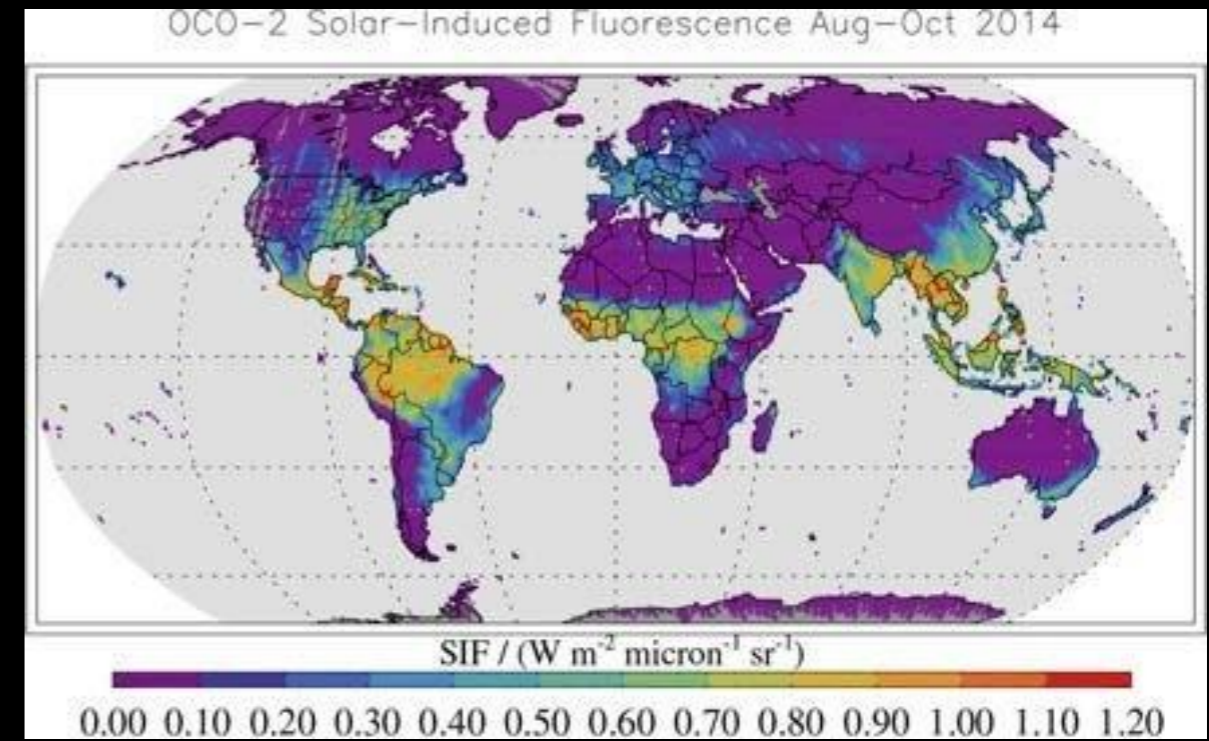 OCO-2 Solar-Induced Fluorescence Aug-Oct 2014
SIF / (W m⁻² micron⁻¹ sr⁻¹)
0.00 0.10 0.20 0.30 0.40 0.50 0.60 0.70 0.80 0.90 1.00 1.10 1.20